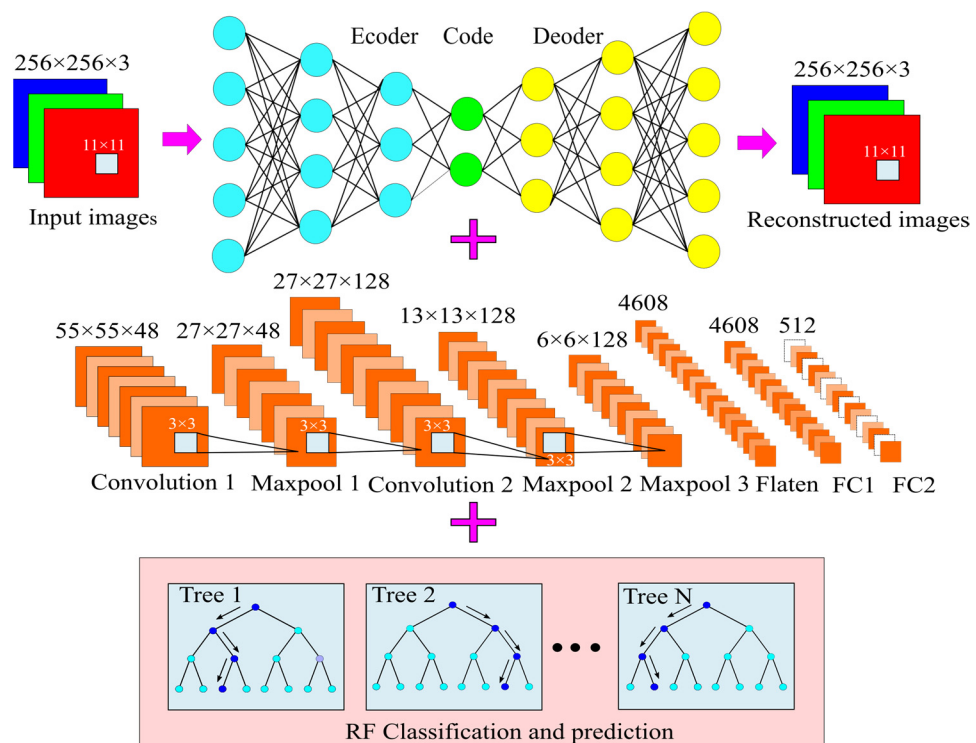 Ecoder
Code
Deoder
256×256×3
256×256×3
11×11
11×11
Input images
Reconstructed images
27×27×128
55×55×48
27×27×48
13×13×128
6×6×128
4608
4608
512
3×3
3×3
3×3
3×3
Convolution 1
Maxpool 1
Convolution 2
Maxpool 2
Maxpool 3
Flaten
FC1
FC2
Tree 1
Tree 2
Tree N
RF Classification and prediction